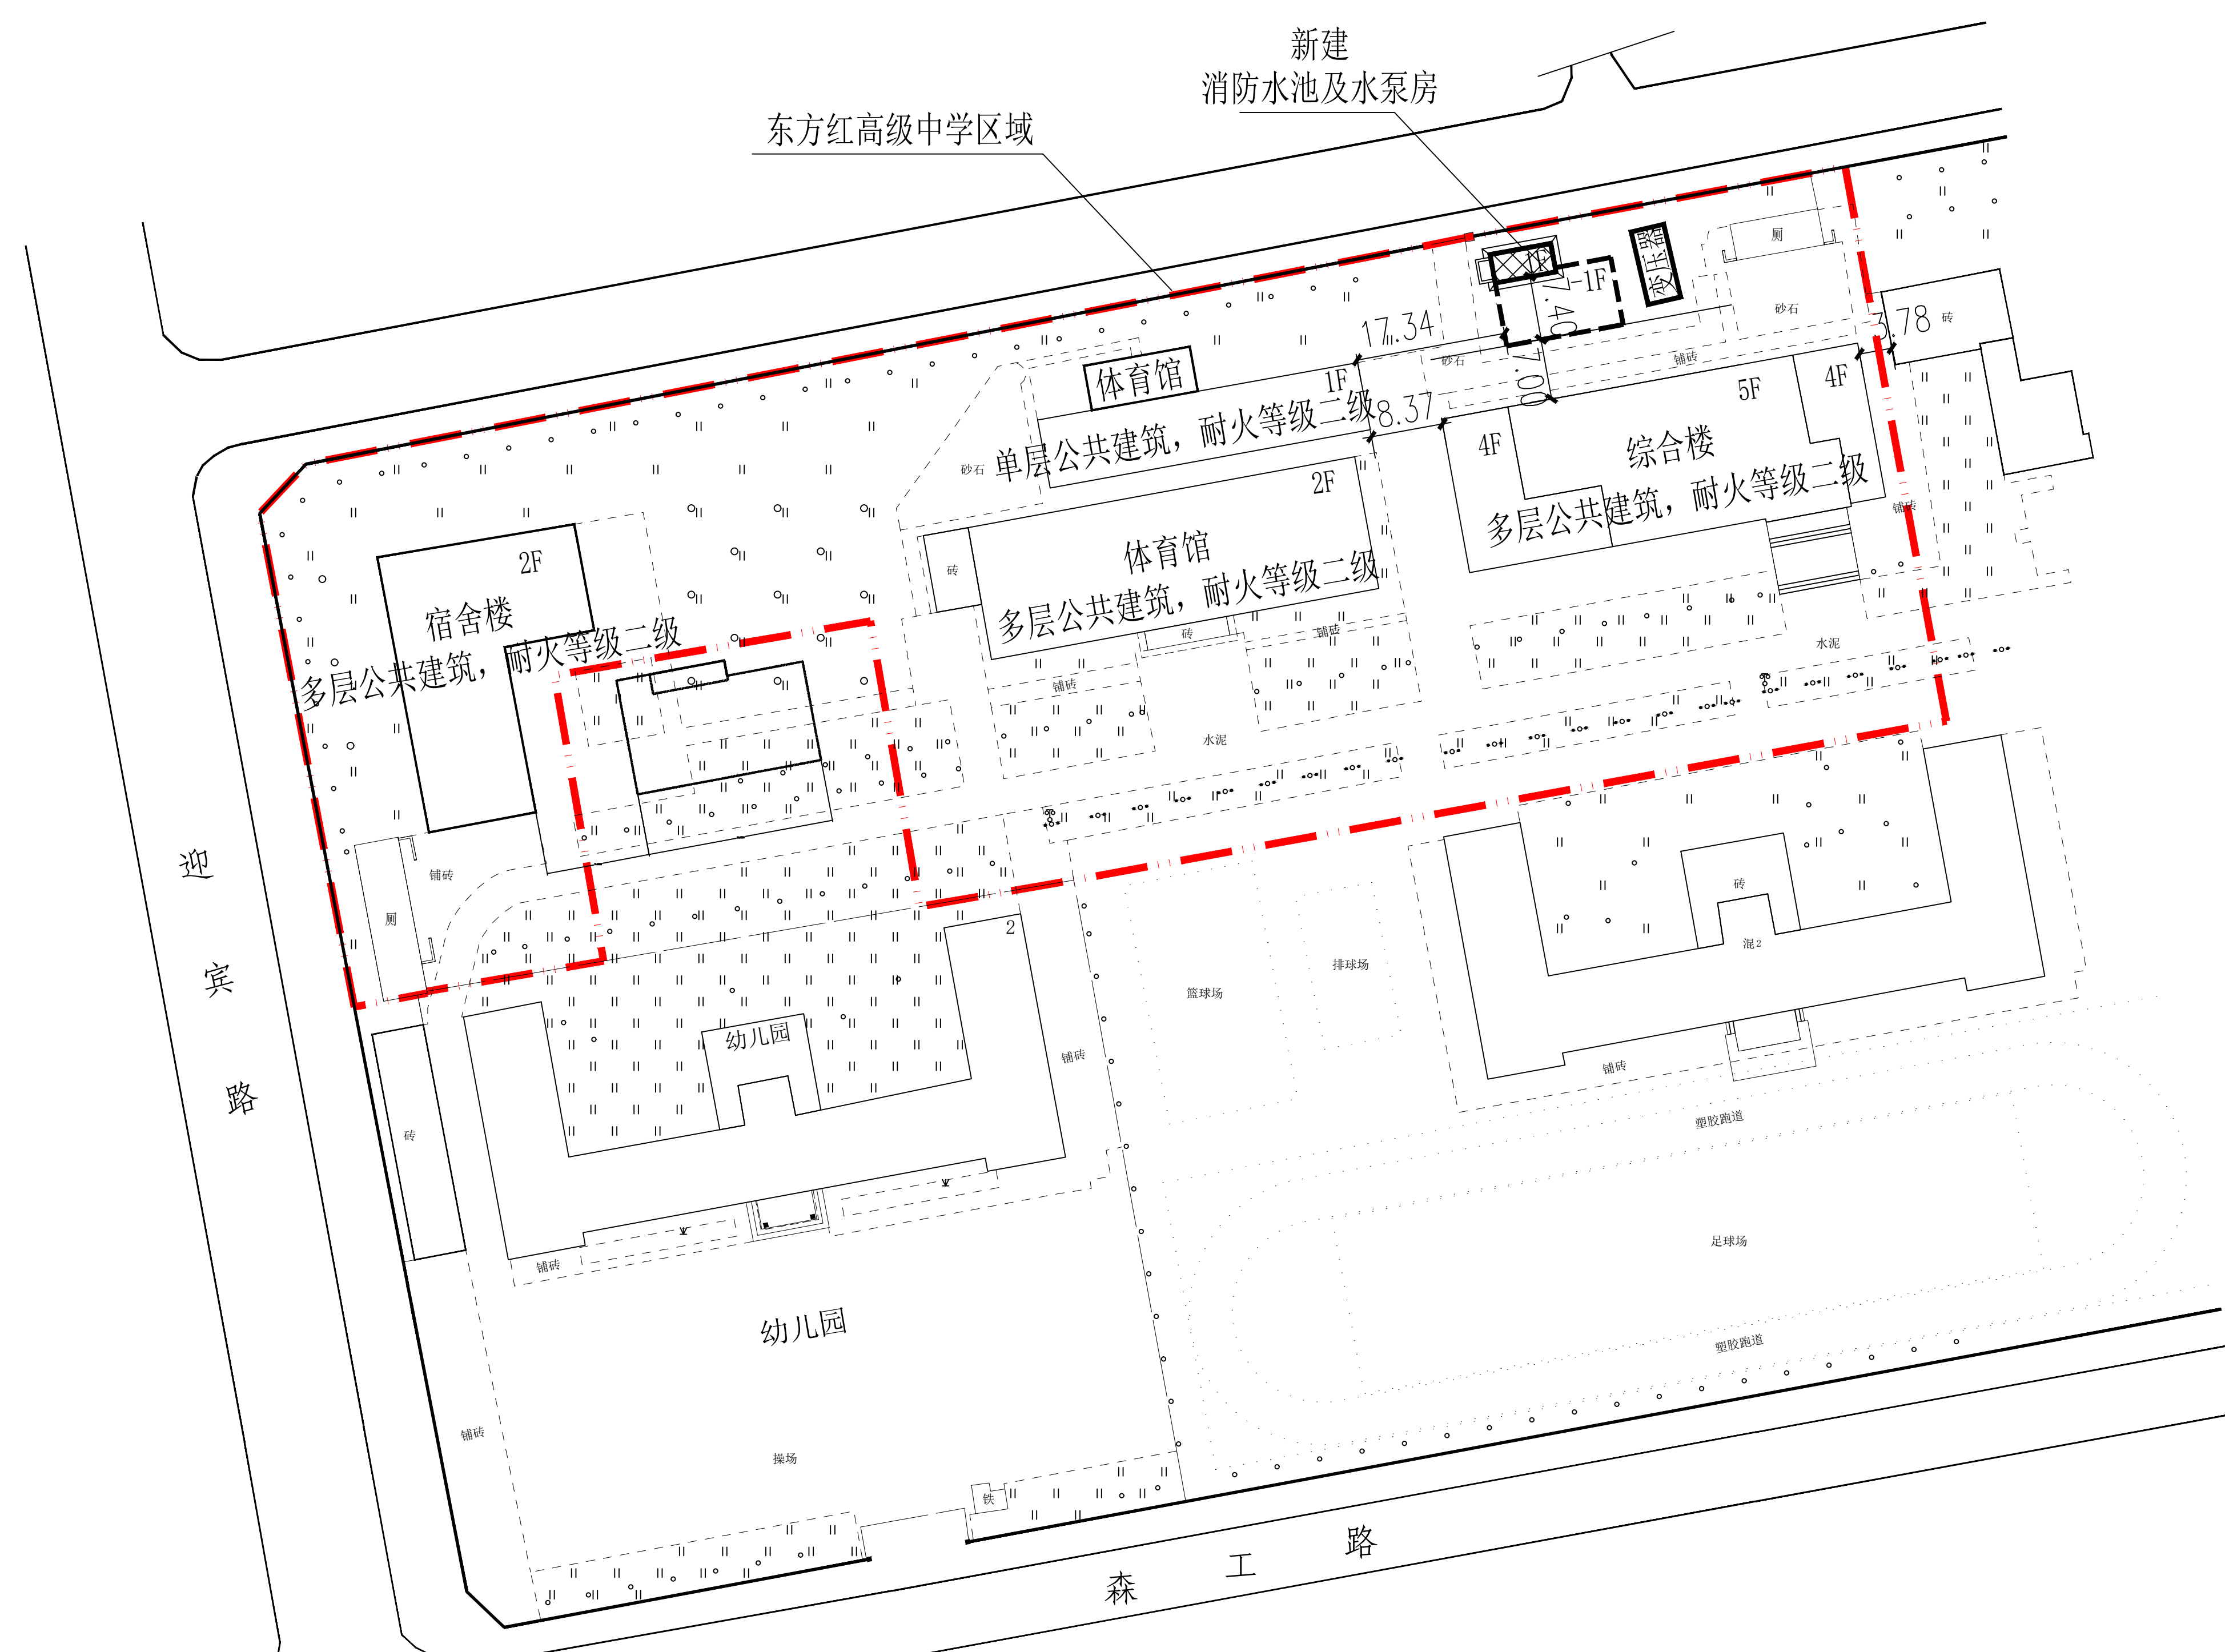 新建
消防水池及水泵房
东方红高级中学区域
厕
变压器
-1F
1F
7.40
17.34
砂石
3.78
砖
体育馆
1F
砂石
铺砖
7.00
5F
4F
8.37
单层公共建筑，耐火等级二级
4F
综合楼
砂石
2F
多层公共建筑，耐火等级二级
铺砖
2F
体育馆
砖
多层公共建筑，耐火等级二级
宿舍楼
多层公共建筑，耐火等级二级
砖
铺砖
水泥
铺砖
水泥
迎
宾
路
铺砖
厕
2
砖
混2
排球场
篮球场
幼儿园
铺砖
铺砖
砖
塑胶跑道
足球场
铺砖
幼儿园
塑胶跑道
铺砖
操场
铁
森
工
路